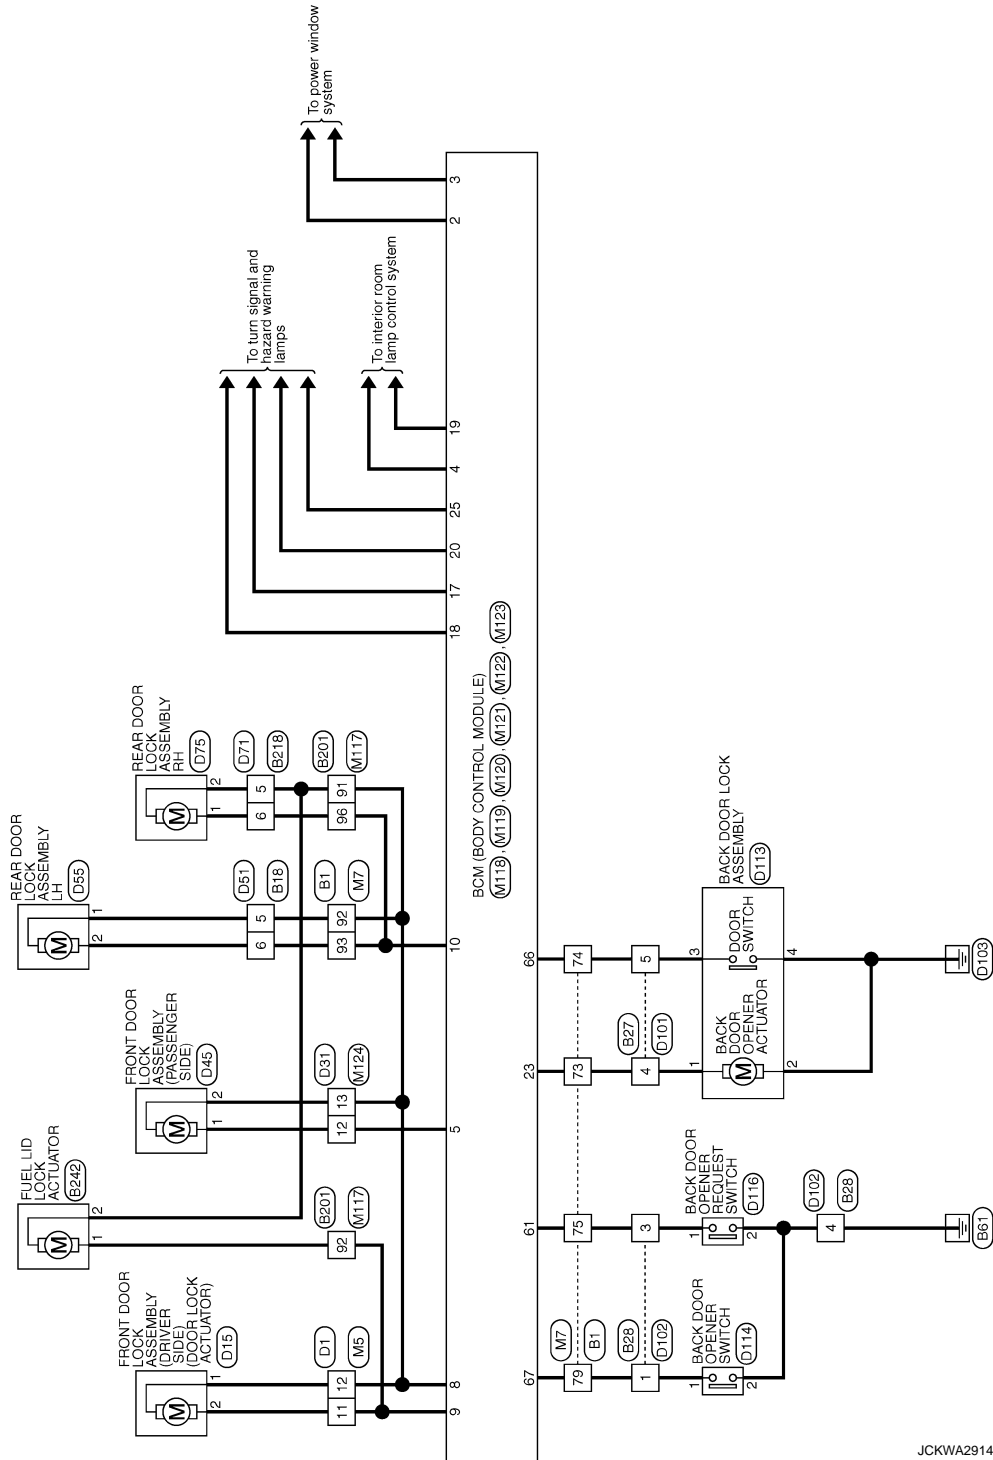 To power window
system
3
2
To turn signal and
hazard warning
lamps
To interior room
lamp control system
19
4
25
20
17
18
REAR DOOR
LOCK
ASSEMBLY
RH
D75
2
1
D71
B218
5
6
B201
M117
91
96
REAR DOOR
LOCK
ASSEMBLY
LH
D55
1
2
D51
B18
5
6
B1
M7
92
93
10
FRONT DOOR
LOCK
ASSEMBLY
(PASSENGER
SIDE)
D45
2
1
D31
M124
13
12
5
FUEL LID
LOCK
ACTUATOR
B242
2
1
B201
M117
92
FRONT DOOR
LOCK
ASSEMBLY
(DRIVER
SIDE)
(DOOR LOCK
ACTUATOR)
D15
1
2
D1
M5
12
11
8
9
M
M
M
M
M
BCM (BODY CONTROL MODULE)
M118, M119, M120, M121, M122, M123
66
74
5
3
BACK DOOR LOCK
ASSEMBLY
D113
DOOR
SWITCH
4
D103
23
73
B27
D101
4
1
BACK
DOOR
OPENER
ACTUATOR
M
2
61
75
3
BACK DOOR
OPENER
REQUEST
SWITCH
D116
1
2
D102
B28
4
B61
67
M7
B1
79
B28
D102
1
BACK DOOR
OPENER
SWITCH
D114
1
2
JCKWA2914